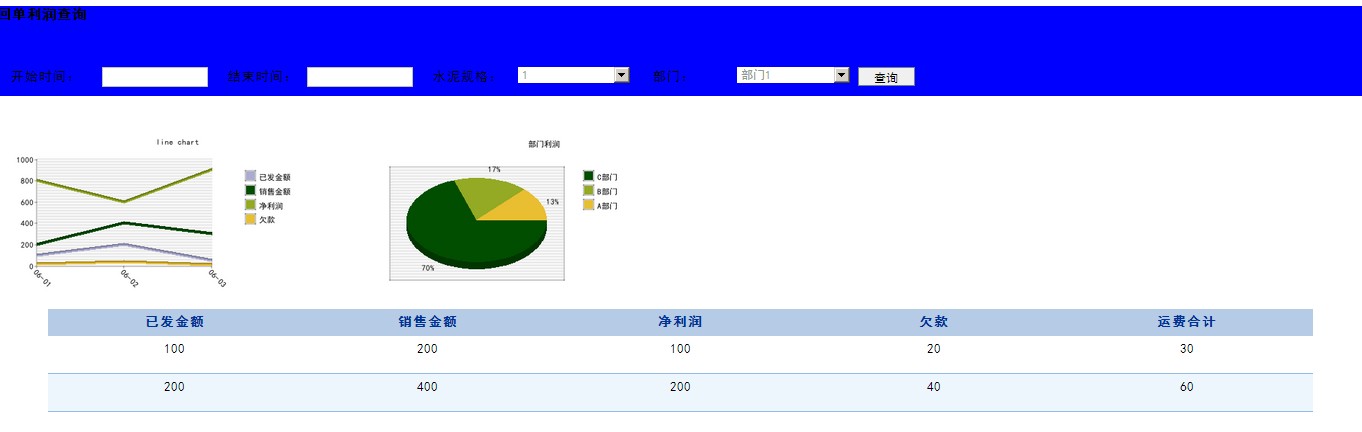 回单利润查询
开始时间： 结束时间： 水泥规格： 1 部门： 部门1 查询
line chart
1000
800
600
400
200
0
06-01 06-02 06-03
已发金额
销售金额
净利润
欠款
部门利润
17%
13%
70%
C部门
B部门
A部门
已发金额 销售金额 净利润 欠款 运费合计
100 200 100 20 30
200 400 200 40 60